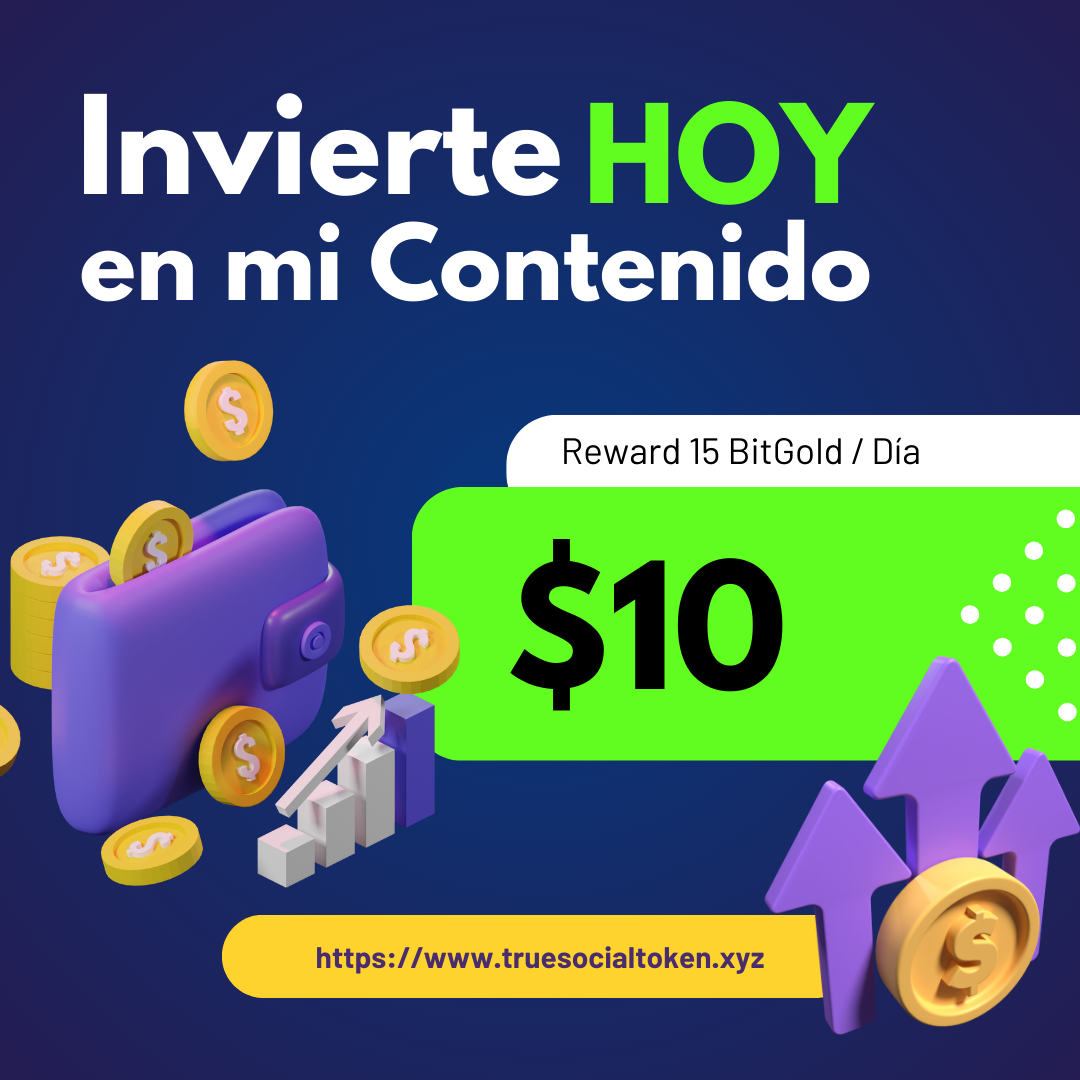 Invierte HOY
en mi Contenido
Reward 15 BitGold / Día
$10
https://www.truesocialtoken.xyz